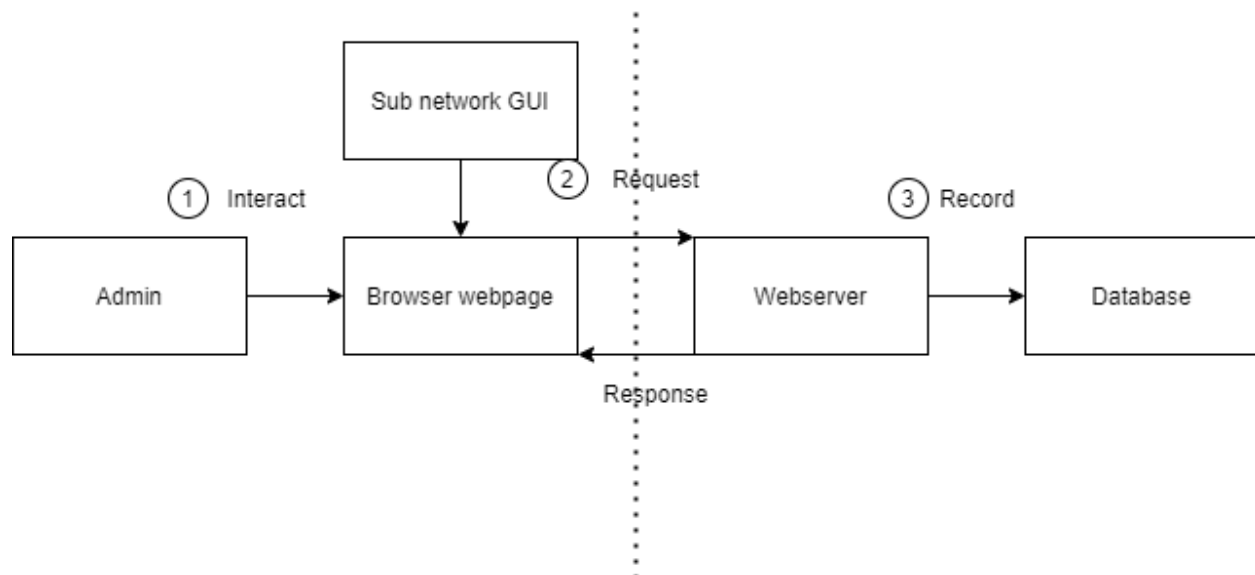 Sub network GUI
1 Interact
2 Request
3 Record
Admin
Browser webpage
Webserver
Database
Response